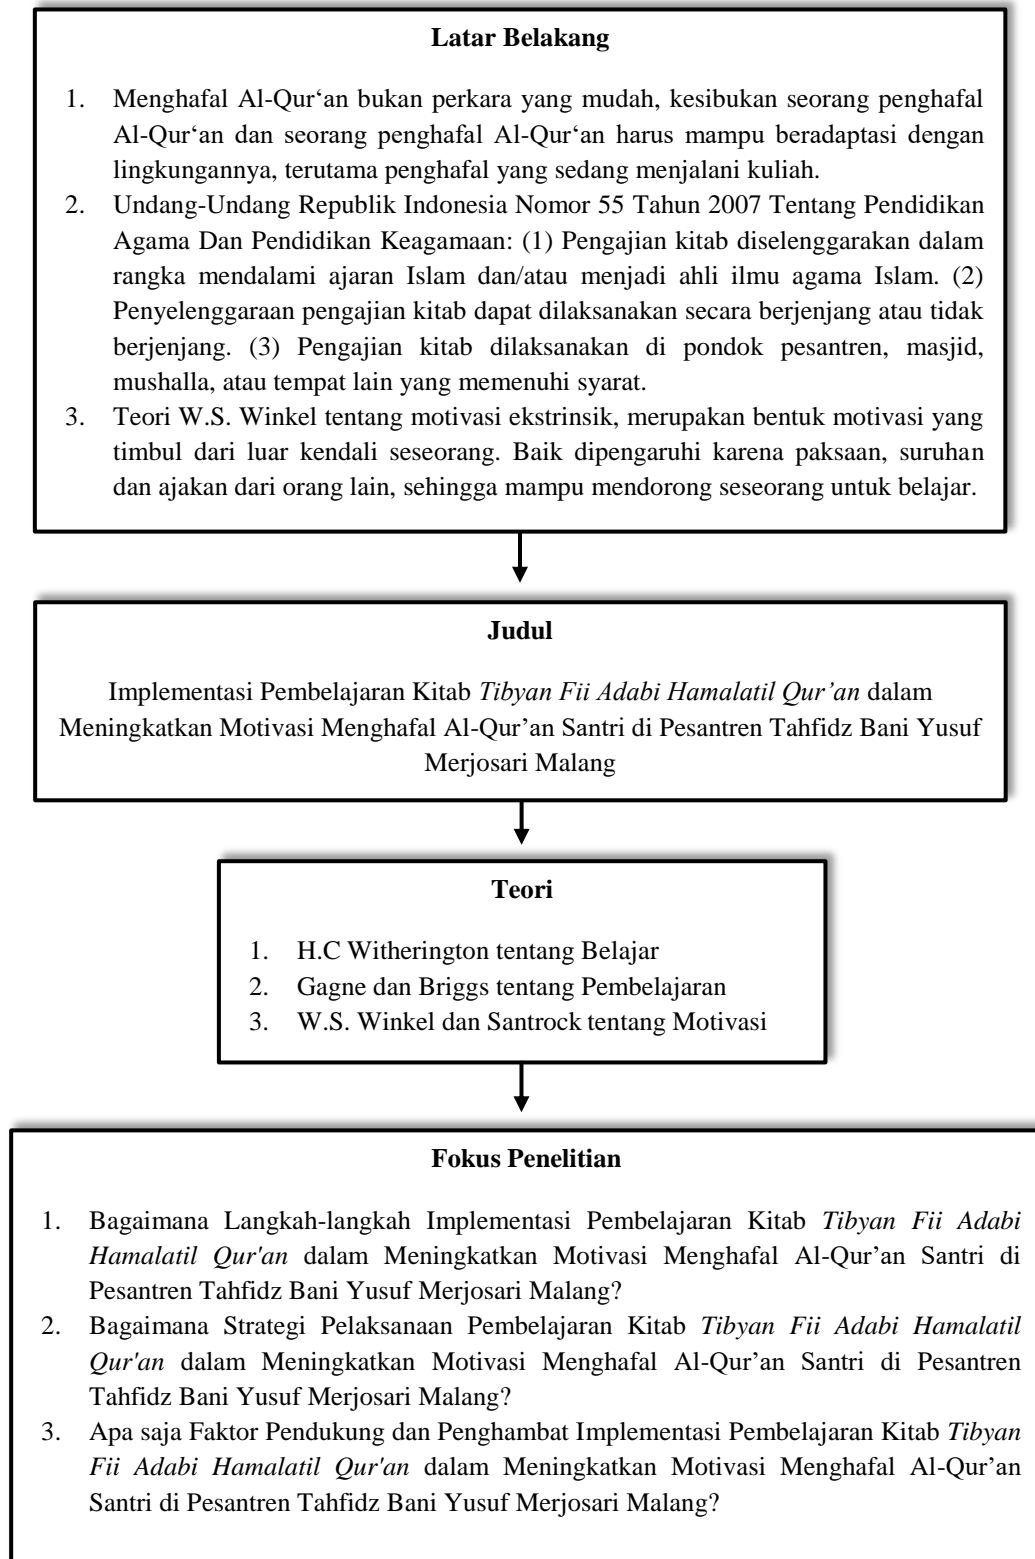 Latar Belakang
1. Menghafal Al-Qur‘an bukan perkara yang mudah, kesibukan seorang penghafal
Al-Qur‘an dan seorang penghafal Al-Qur‘an harus mampu beradaptasi dengan
lingkungannya, terutama penghafal yang sedang menjalani kuliah.
2. Undang-Undang Republik Indonesia Nomor 55 Tahun 2007 Tentang Pendidikan
Agama Dan Pendidikan Keagamaan: (1) Pengajian kitab diselenggarakan dalam
rangka mendalami ajaran Islam dan/atau menjadi ahli ilmu agama Islam. (2)
Penyelenggaraan pengajian kitab dapat dilaksanakan secara berjenjang atau tidak
berjenjang. (3) Pengajian kitab dilaksanakan di pondok pesantren, masjid,
mushalla, atau tempat lain yang memenuhi syarat.
3. Teori W.S. Winkel tentang motivasi ekstrinsik, merupakan bentuk motivasi yang
timbul dari luar kendali seseorang. Baik dipengaruhi karena paksaan, suruhan
dan ajakan dari orang lain, sehingga mampu mendorong seseorang untuk belajar.
Judul
Implementasi Pembelajaran Kitab Tibyan Fii Adabi Hamalatil Qur’an dalam
Meningkatkan Motivasi Menghafal Al-Qur’an Santri di Pesantren Tahfidz Bani Yusuf
Merjosari Malang
Teori
1. H.C Witherington tentang Belajar
2. Gagne dan Briggs tentang Pembelajaran
3. W.S. Winkel dan Santrock tentang Motivasi
Fokus Penelitian
1. Bagaimana Langkah-langkah Implementasi Pembelajaran Kitab Tibyan Fii Adabi
Hamalatil Qur'an dalam Meningkatkan Motivasi Menghafal Al-Qur’an Santri di
Pesantren Tahfidz Bani Yusuf Merjosari Malang?
2. Bagaimana Strategi Pelaksanaan Pembelajaran Kitab Tibyan Fii Adabi Hamalatil
Qur'an dalam Meningkatkan Motivasi Menghafal Al-Qur’an Santri di Pesantren
Tahfidz Bani Yusuf Merjosari Malang?
3. Apa saja Faktor Pendukung dan Penghambat Implementasi Pembelajaran Kitab Tibyan
Fii Adabi Hamalatil Qur'an dalam Meningkatkan Motivasi Menghafal Al-Qur’an
Santri di Pesantren Tahfidz Bani Yusuf Merjosari Malang?